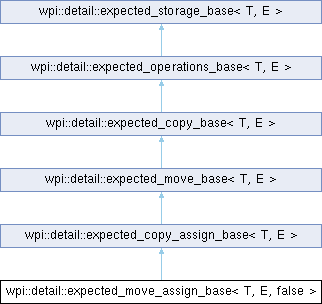 wpi::detail::expected_storage_base< T, E >
wpi::detail::expected_operations_base< T, E >
wpi::detail::expected_copy_base< T, E >
wpi::detail::expected_move_base< T, E >
wpi::detail::expected_copy_assign_base< T, E >
wpi::detail::expected_move_assign_base< T, E, false >